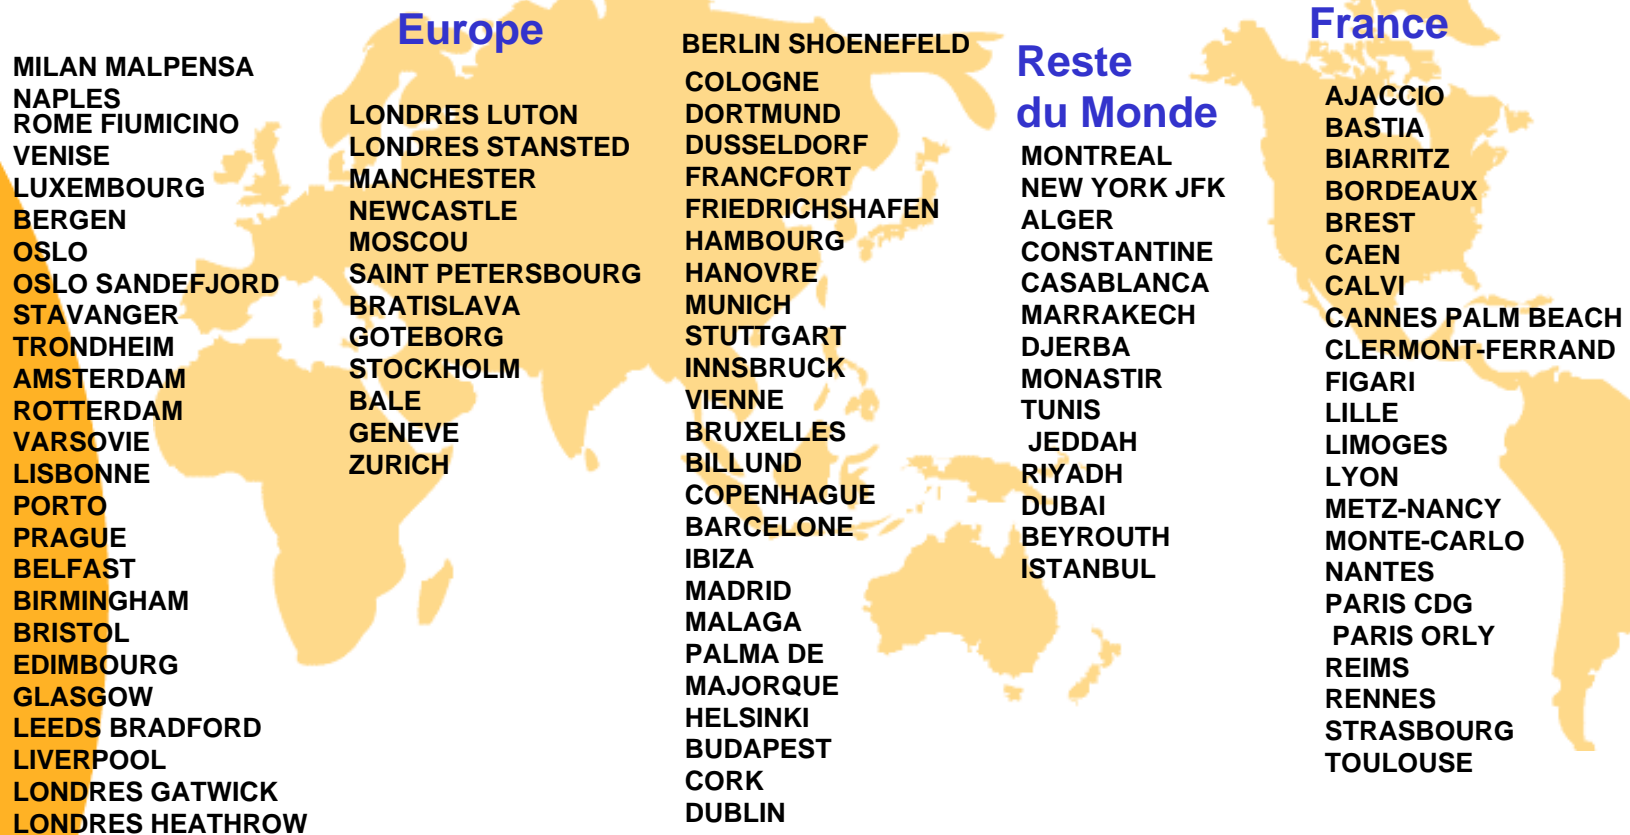 Europe
MILAN MALPENSA
NAPLES
ROME FIUMICINO
VENISE
LUXEMBOURG
BERGEN
OSLO
OSLO SANDEFJORD
STAVANGER
TRONDHEIM
AMSTERDAM
ROTTERDAM
VARSOVIE
LISBONNE
PORTO
PRAGUE
BELFAST
BIRMINGHAM
BRISTOL
EDIMBOURG
GLASGOW
LEEDS BRADFORD
LIVERPOOL
LONDRES GATWICK
LONDRES HEATHROW
LONDRES LUTON
LONDRES STANSTED
MANCHESTER
NEWCASTLE
MOSCOU
SAINT PETERSBOURG
BRATISLAVA
GOTEBORG
STOCKHOLM
BALE
GENEVE
ZURICH
BERLIN SHOENEFELD
COLOGNE
DORTMUND
DUSSELDORF
FRANCFORT
FRIEDRICHSHAFEN
HAMBOURG
HANOVRE
MUNICH
STUTTGART
INNSBRUCK
VIENNE
BRUXELLES
BILLUND
COPENHAGUE
BARCELONE
IBIZA
MADRID
MALAGA
PALMA DE
MAJORQUE
HELSINKI
BUDAPEST
CORK
DUBLIN
Reste
du Monde
MONTREAL
NEW YORK JFK
ALGER
CONSTANTINE
CASABLANCA
MARRAKECH
DJERBA
MONASTIR
TUNIS
JEDDAH
RIYADH
DUBAI
BEYROUTH
ISTANBUL
France
AJACCIO
BASTIA
BIARRITZ
BORDEAUX
BREST
CAEN
CALVI
CANNES PALM BEACH
CLERMONT-FERRAND
FIGARI
LILLE
LIMOGES
LYON
METZ-NANCY
MONTE-CARLO
NANTES
PARIS CDG
PARIS ORLY
REIMS
RENNES
STRASBOURG
TOULOUSE